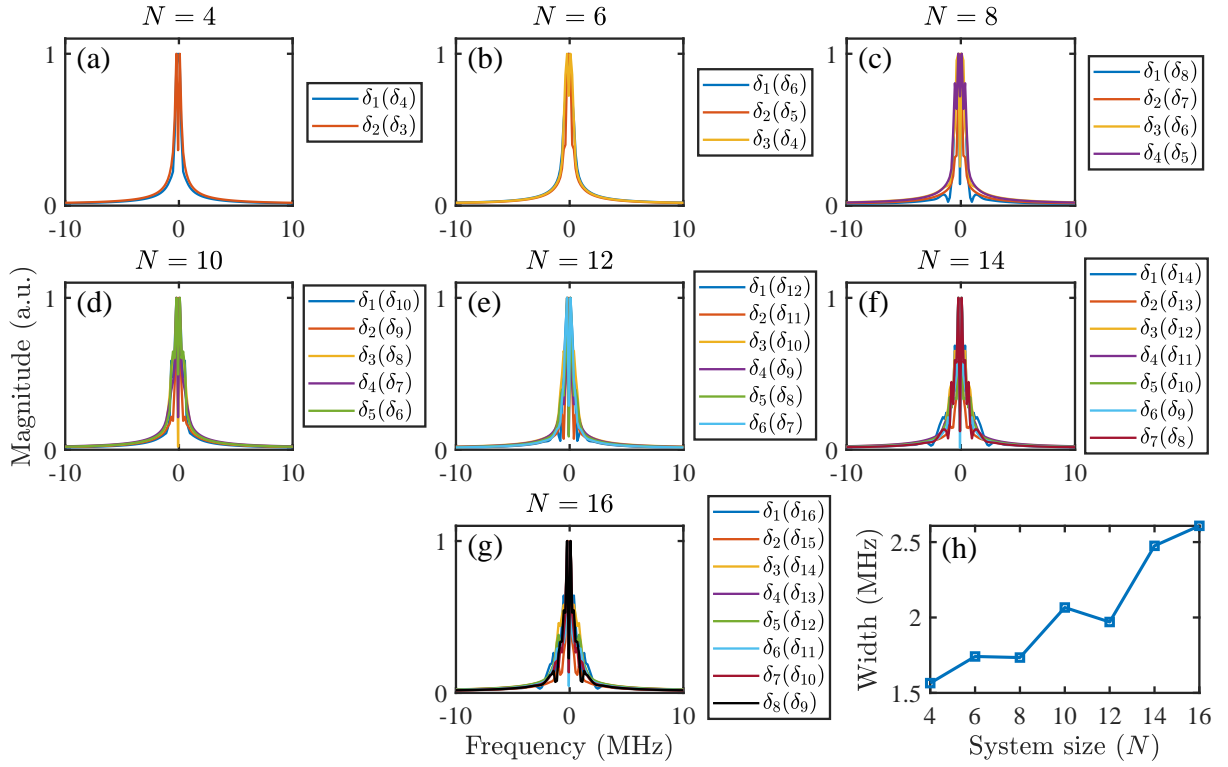 N = 4
N = 6
N = 8
(a)
1
0
-10
0
10
δ₁(δ₄)
δ₂(δ₃)
(b)
1
0
-10
0
10
δ₁(δ₆)
δ₂(δ₅)
δ₃(δ₄)
(c)
1
0
-10
0
10
δ₁(δ₈)
δ₂(δ₇)
δ₃(δ₆)
δ₄(δ₅)
N = 10
N = 12
N = 14
Magnitude (a.u.)
(d)
1
0
-10
0
10
δ₁(δ₁₀)
δ₂(δ₉)
δ₃(δ₈)
δ₄(δ₇)
δ₅(δ₆)
(e)
1
0
-10
0
10
δ₁(δ₁₂)
δ₂(δ₁₁)
δ₃(δ₁₀)
δ₄(δ₉)
δ₅(δ₈)
δ₆(δ₇)
(f)
1
0
-10
0
10
δ₁(δ₁₄)
δ₂(δ₁₃)
δ₃(δ₁₂)
δ₄(δ₁₁)
δ₅(δ₁₀)
δ₆(δ₉)
δ₇(δ₈)
N = 16
(g)
1
0
-10
0
10
Frequency (MHz)
δ₁(δ₁₆)
δ₂(δ₁₅)
δ₃(δ₁₄)
δ₄(δ₁₃)
δ₅(δ₁₂)
δ₆(δ₁₁)
δ₇(δ₁₀)
δ₈(δ₉)
(h)
Width (MHz)
2.5
2
1.5
4
6
8
10
12
14
16
System size (N)